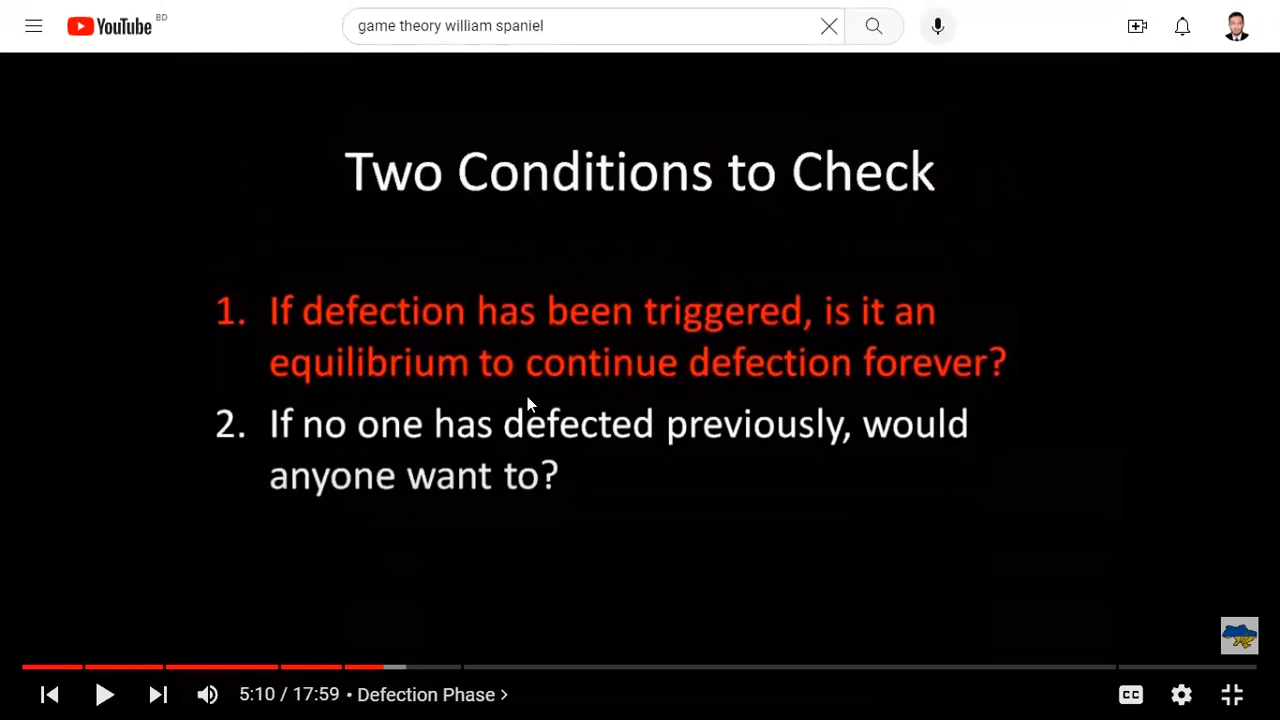 YouTube BD
game theory william spaniel
Two Conditions to Check
1. If defection has been triggered, is it an
equilibrium to continue defection forever?
2. If no one has defected previously, would
anyone want to?
5:10 / 17:59 • Defection Phase >
CC